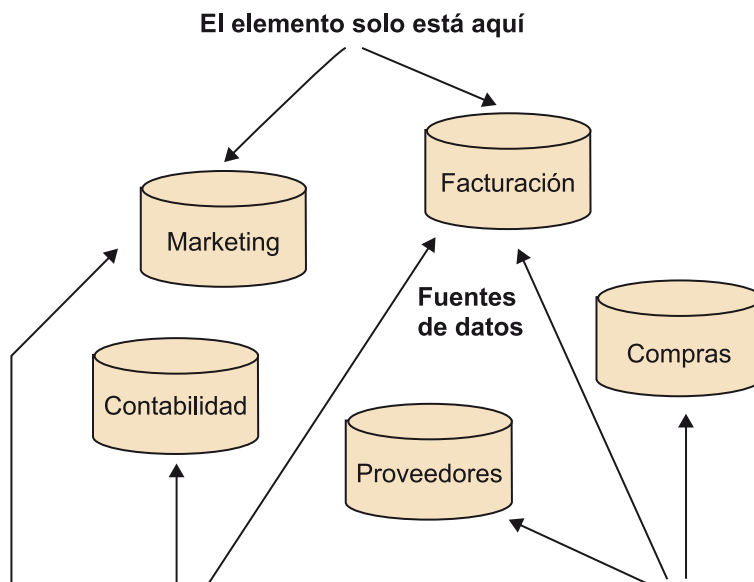 El elemento solo está aquí
Facturación
Marketing
Fuentes
de datos
Compras
Contabilidad
Proveedores